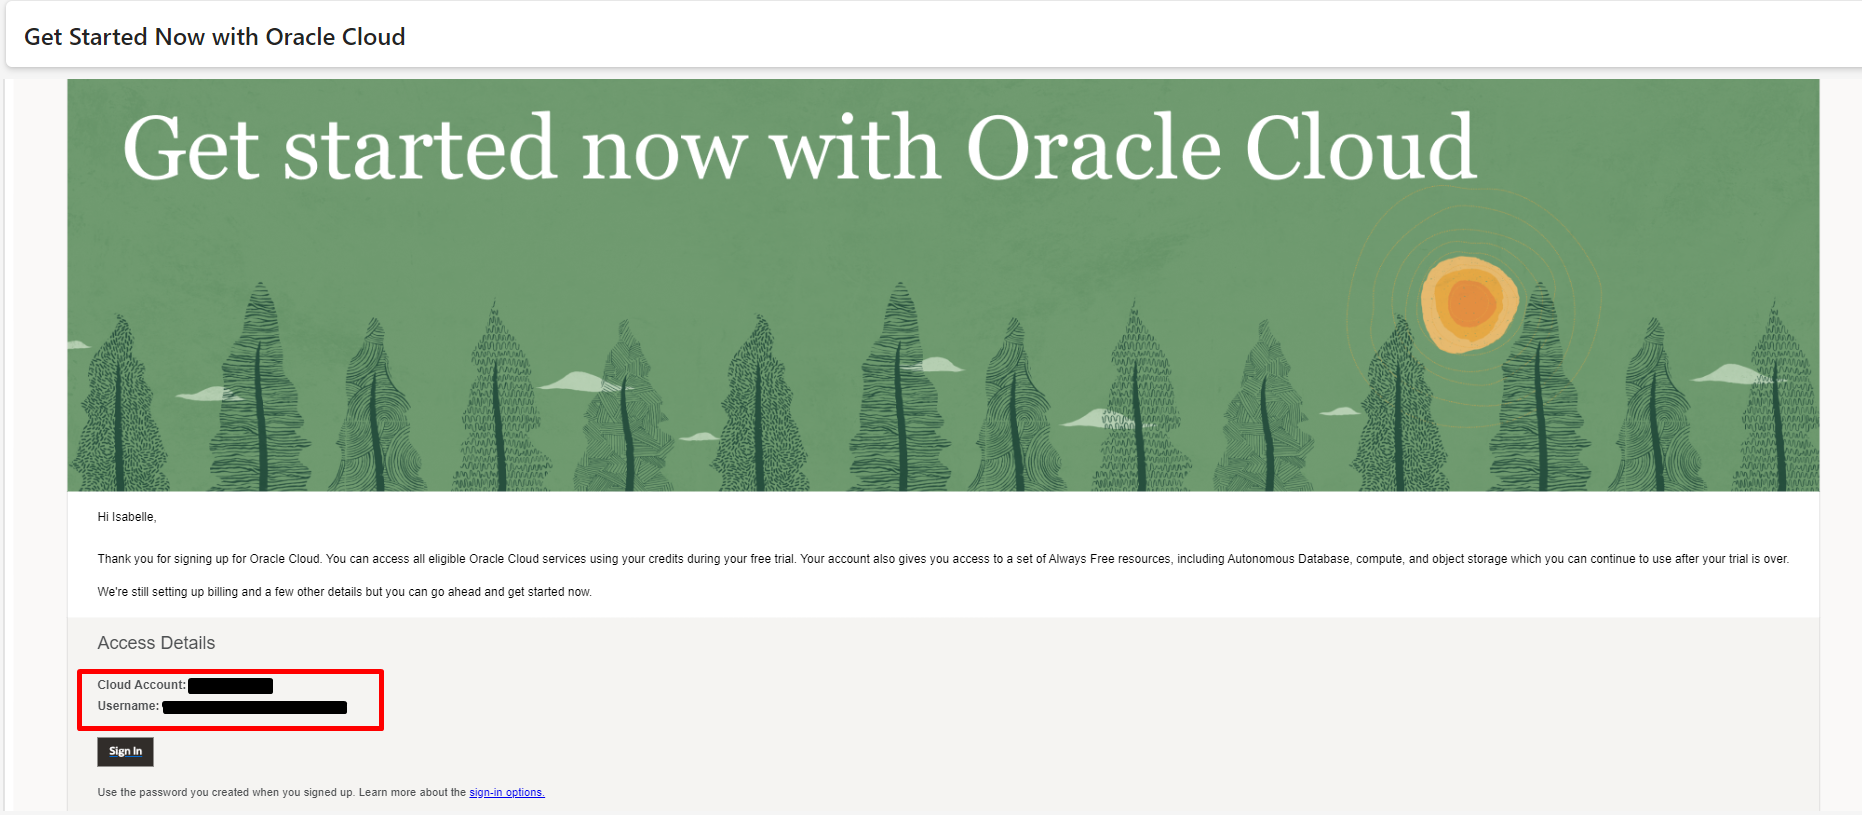 Get Started Now with Oracle Cloud
Get started now with Oracle Cloud
Hi Isabelle,
Thank you for signing up for Oracle Cloud. You can access all eligible Oracle Cloud services using your credits during your free trial. Your account also gives you access to a set of Always Free resources, including Autonomous Database, compute, and object storage which you can continue to use after your trial is over.
We're still setting up billing and a few other details but you can go ahead and get started now.
Access Details
Cloud Account:
Username:
Sign In
Use the password you created when you signed up. Learn more about the sign-in options.